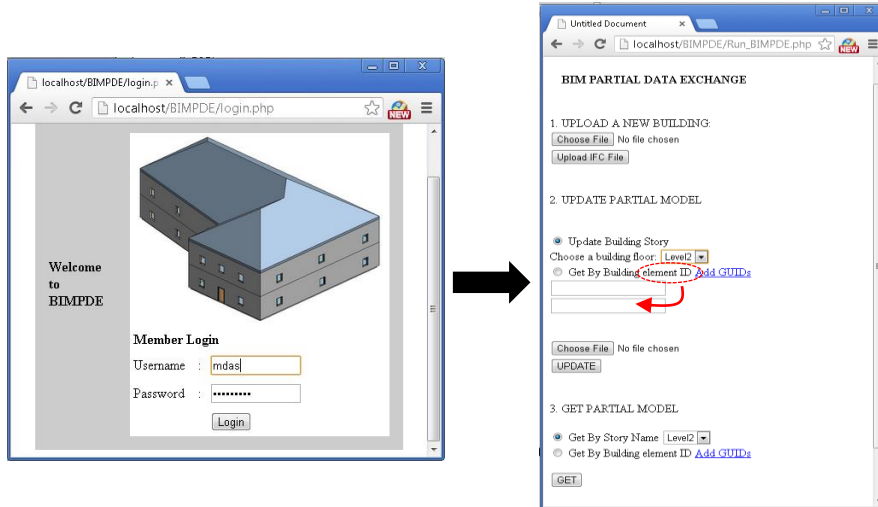 localhost/BIMPDE/login.p
localhost/BIMPDE/login.php
NEW
Welcome
to
BIMPDE
Member Login
Username : mdas
Password : •••••••••
Login
Untitled Document
localhost/BIMPDE/Run_BIMPDE.php
NEW
BIM PARTIAL DATA EXCHANGE
1. UPLOAD A NEW BUILDING:
Choose File No file chosen
Upload IFC File
2. UPDATE PARTIAL MODEL
Update Building Story
Choose a building floor: Level2
Get By Building element ID Add GUIDs
Choose File No file chosen
UPDATE
3. GET PARTIAL MODEL
Get By Story Name Level2
Get By Building element ID Add GUIDs
GET